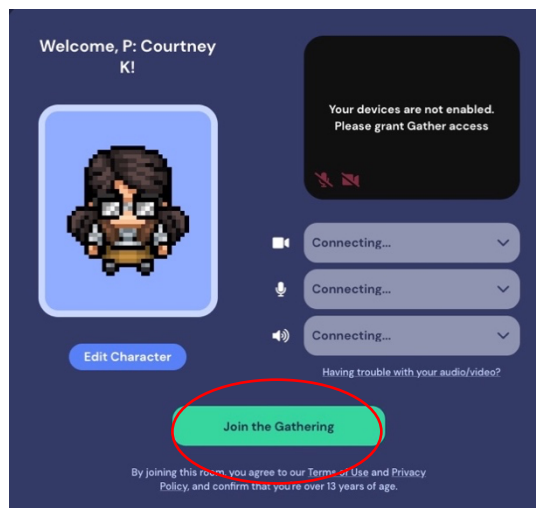 Welcome, P: Courtney
K!
Your devices are not enabled.
Please grant Gather access
Connecting...
Connecting...
Connecting...
Edit Character
Having trouble with your audio/video?
Join the Gathering
By joining this room, you agree to our Terms of Use and Privacy
Policy, and confirm that you're over 13 years of age.